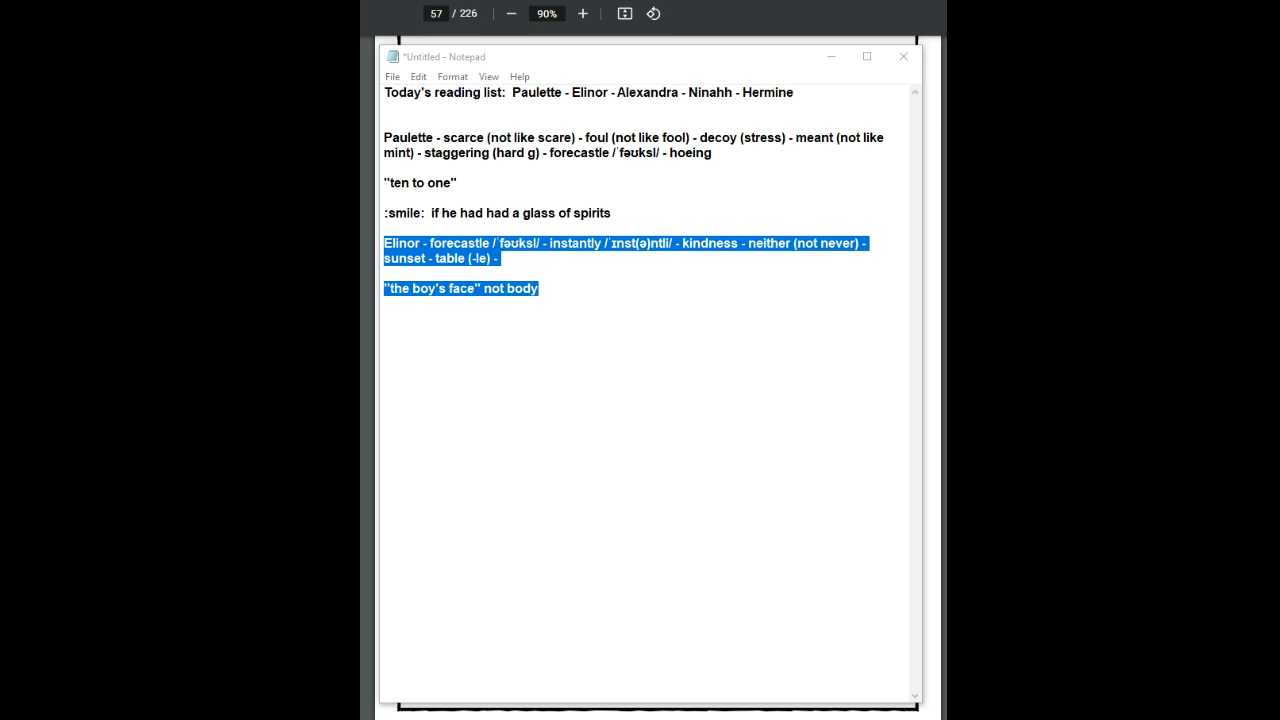 57 / 226 — 90% +
*Untitled - Notepad
File Edit Format View Help
Today's reading list:  Paulette - Elinor - Alexandra - Ninahh - Hermine
Paulette - scarce (not like scare) - foul (not like fool) - decoy (stress) - meant (not like
mint) - staggering (hard g) - forecastle /ˈfəʊksl/ - hoeing
"ten to one"
:smile:  if he had had a glass of spirits
Elinor - forecastle /ˈfəʊksl/ - instantly /ˈɪnst(ə)ntli/ - kindness - neither (not never) -
sunset - table (-le) -
"the boy's face" not body